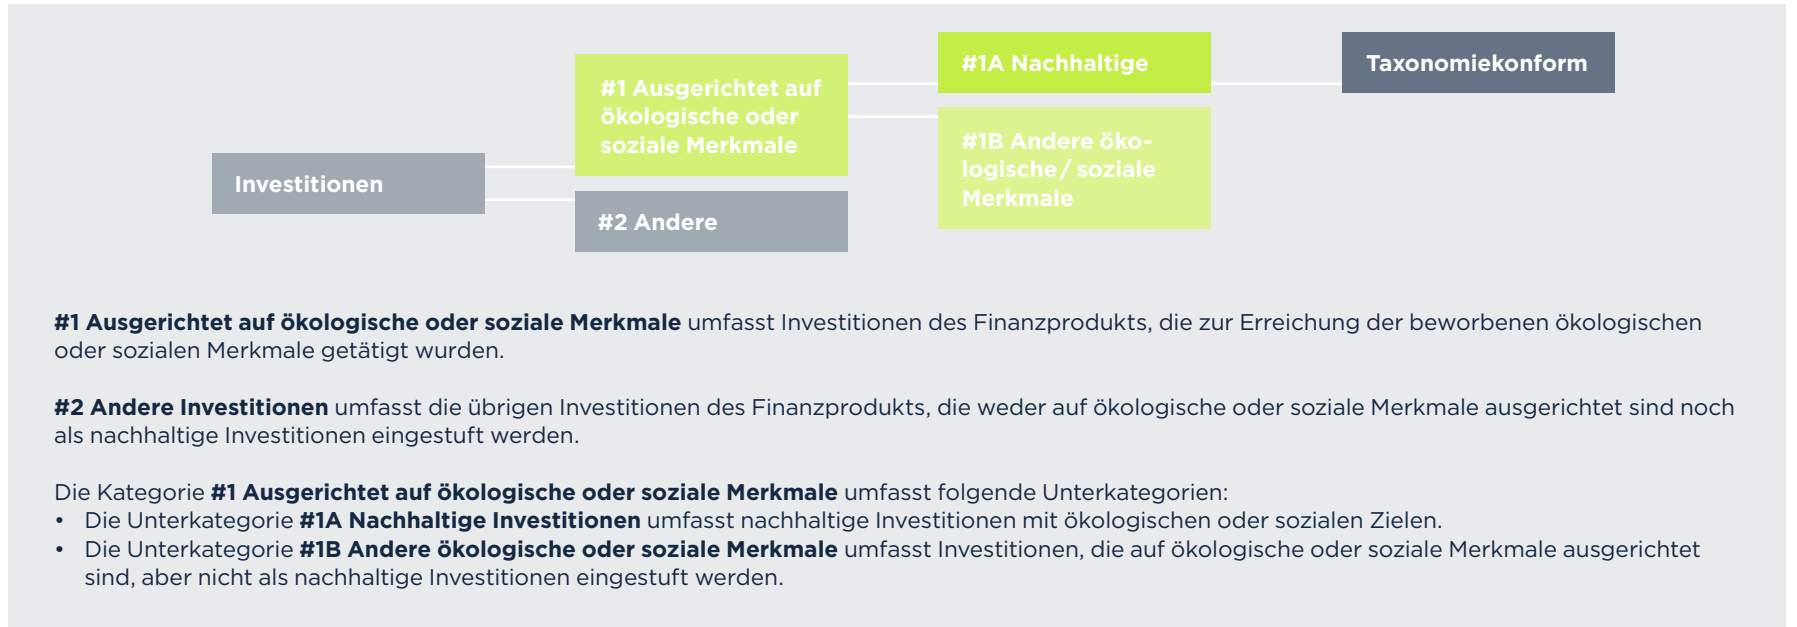 #1A Nachhaltige
Taxonomiekonform
#1 Ausgerichtet auf
ökologische oder
soziale Merkmale
#1B Andere öko-
logische / soziale
Merkmale
Investitionen
#2 Andere
#1 Ausgerichtet auf ökologische oder soziale Merkmale umfasst Investitionen des Finanzprodukts, die zur Erreichung der beworbenen ökologischen
oder sozialen Merkmale getätigt wurden.
#2 Andere Investitionen umfasst die übrigen Investitionen des Finanzprodukts, die weder auf ökologische oder soziale Merkmale ausgerichtet sind noch
als nachhaltige Investitionen eingestuft werden.
Die Kategorie #1 Ausgerichtet auf ökologische oder soziale Merkmale umfasst folgende Unterkategorien:
• Die Unterkategorie #1A Nachhaltige Investitionen umfasst nachhaltige Investitionen mit ökologischen oder sozialen Zielen.
• Die Unterkategorie #1B Andere ökologische oder soziale Merkmale umfasst Investitionen, die auf ökologische oder soziale Merkmale ausgerichtet
sind, aber nicht als nachhaltige Investitionen eingestuft werden.